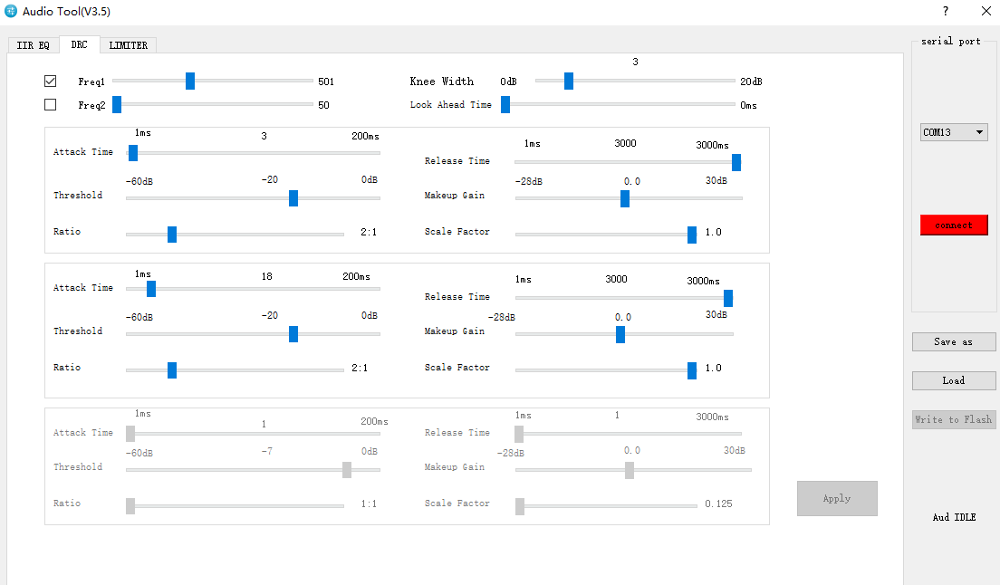 Audio Tool(V3.5) ?
IIR EQ DRC LIMITER
serial port
Freq1 501
Knee Width 0dB 3 20dB
Freq2 50
Look Ahead Time 0ms
Attack Time 1ms 3 200ms
Release Time 1ms 3000 3000ms
Threshold -60dB -20 0dB
Makeup Gain -28dB 0.0 30dB
Ratio 2:1
Scale Factor 1.0
Attack Time 1ms 18 200ms
Release Time 1ms 3000 3000ms
Threshold -60dB -20 0dB
Makeup Gain -28dB 0.0 30dB
Ratio 2:1
Scale Factor 1.0
Attack Time 1ms 1 200ms
Release Time 1ms 1 3000ms
Threshold -60dB -7 0dB
Makeup Gain -28dB 0.0 30dB
Ratio 1:1
Scale Factor 0.125
Apply
COM13
connect
Save as
Load
Write to Flash
Aud IDLE